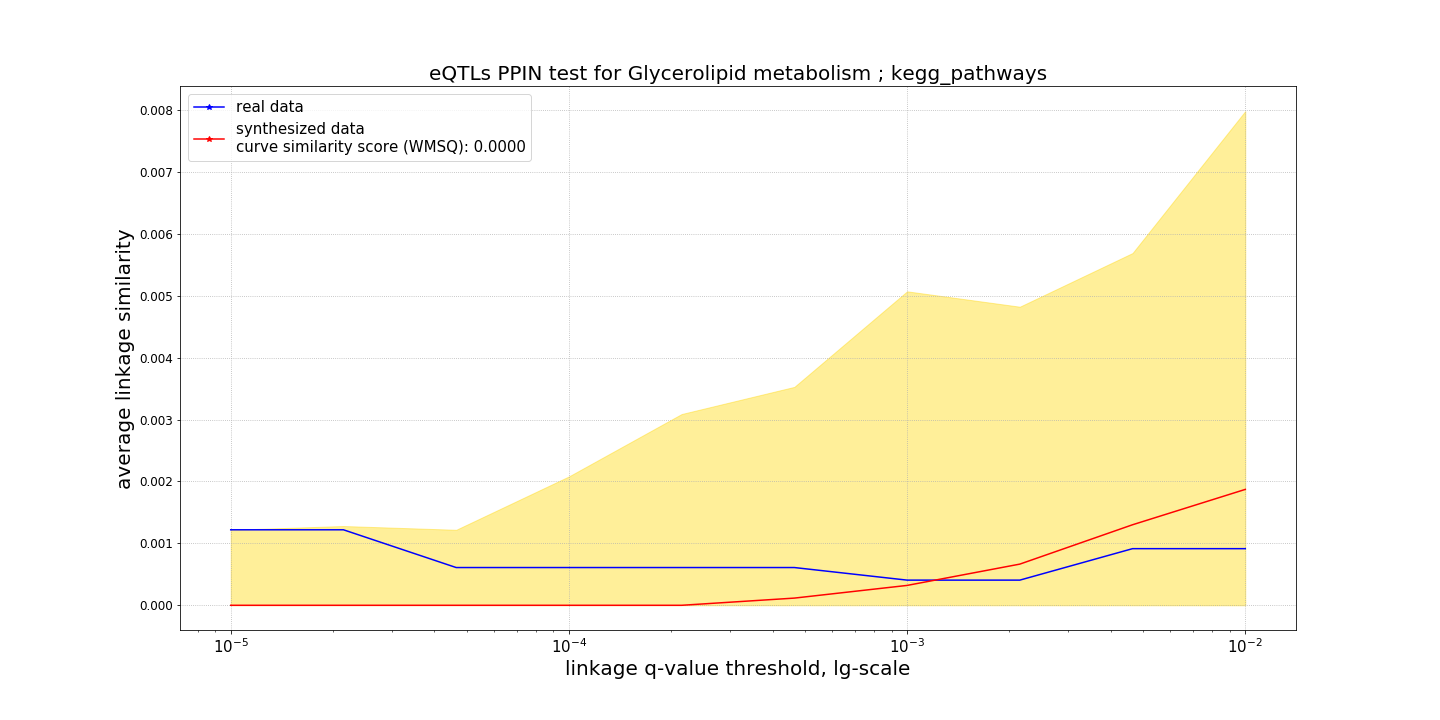 eQTLs PPIN test for Glycerolipid metabolism ; kegg_pathways
real data
synthesized data
curve similarity score (WMSQ): 0.0000
average linkage similarity
0.008
0.007
0.006
0.005
0.004
0.003
0.002
0.001
0.000
10⁻⁵
10⁻⁴
10⁻³
10⁻²
linkage q-value threshold, lg-scale